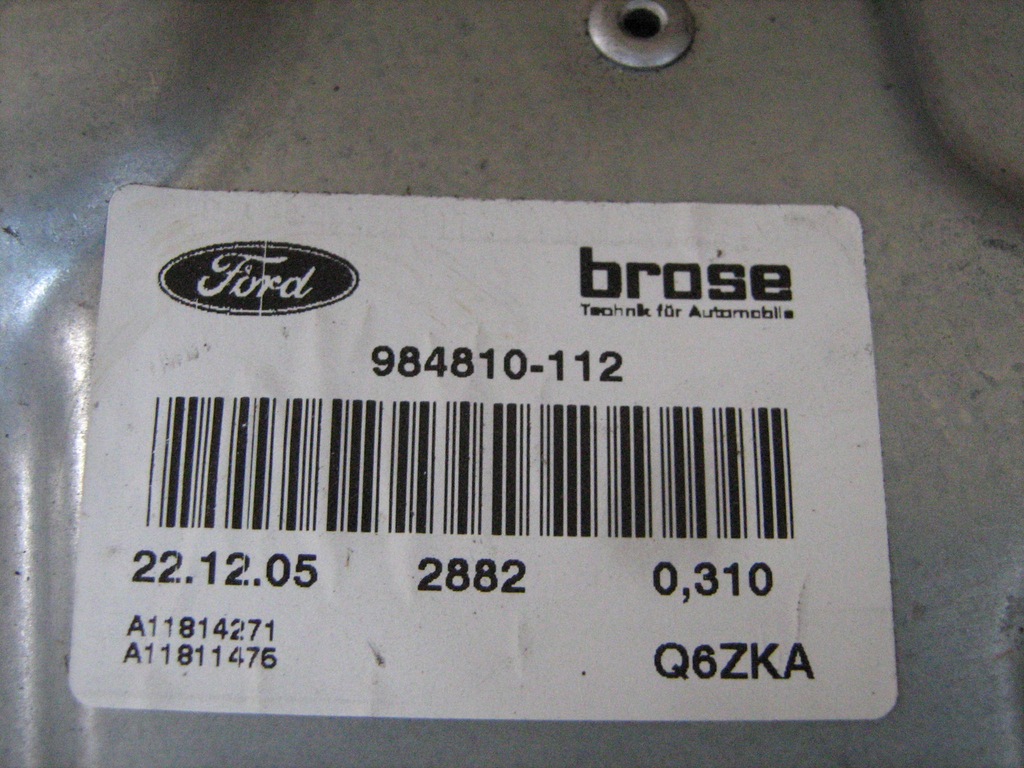 Ford
brose
Technik für Automobile
984810-112
22.12.05 2882 0,310
A11814271
A11811476
Q6ZKA